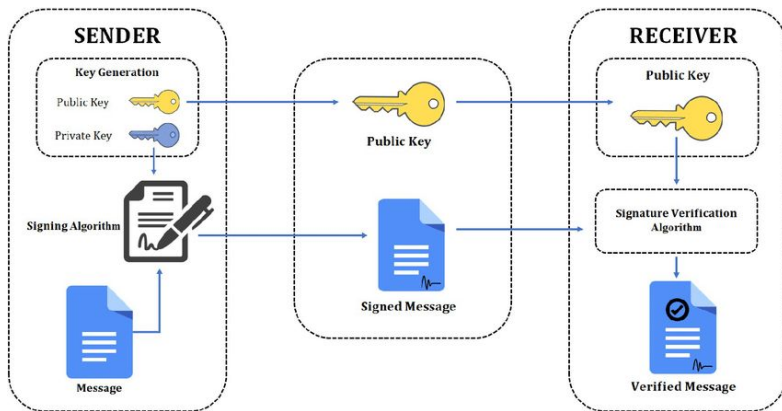 SENDER
Key Generation
Public Key
Private Key
Signing Algorithm
Message
Public Key
Signed Message
RECEIVER
Public Key
Signature Verification
Algorithm
Verified Message